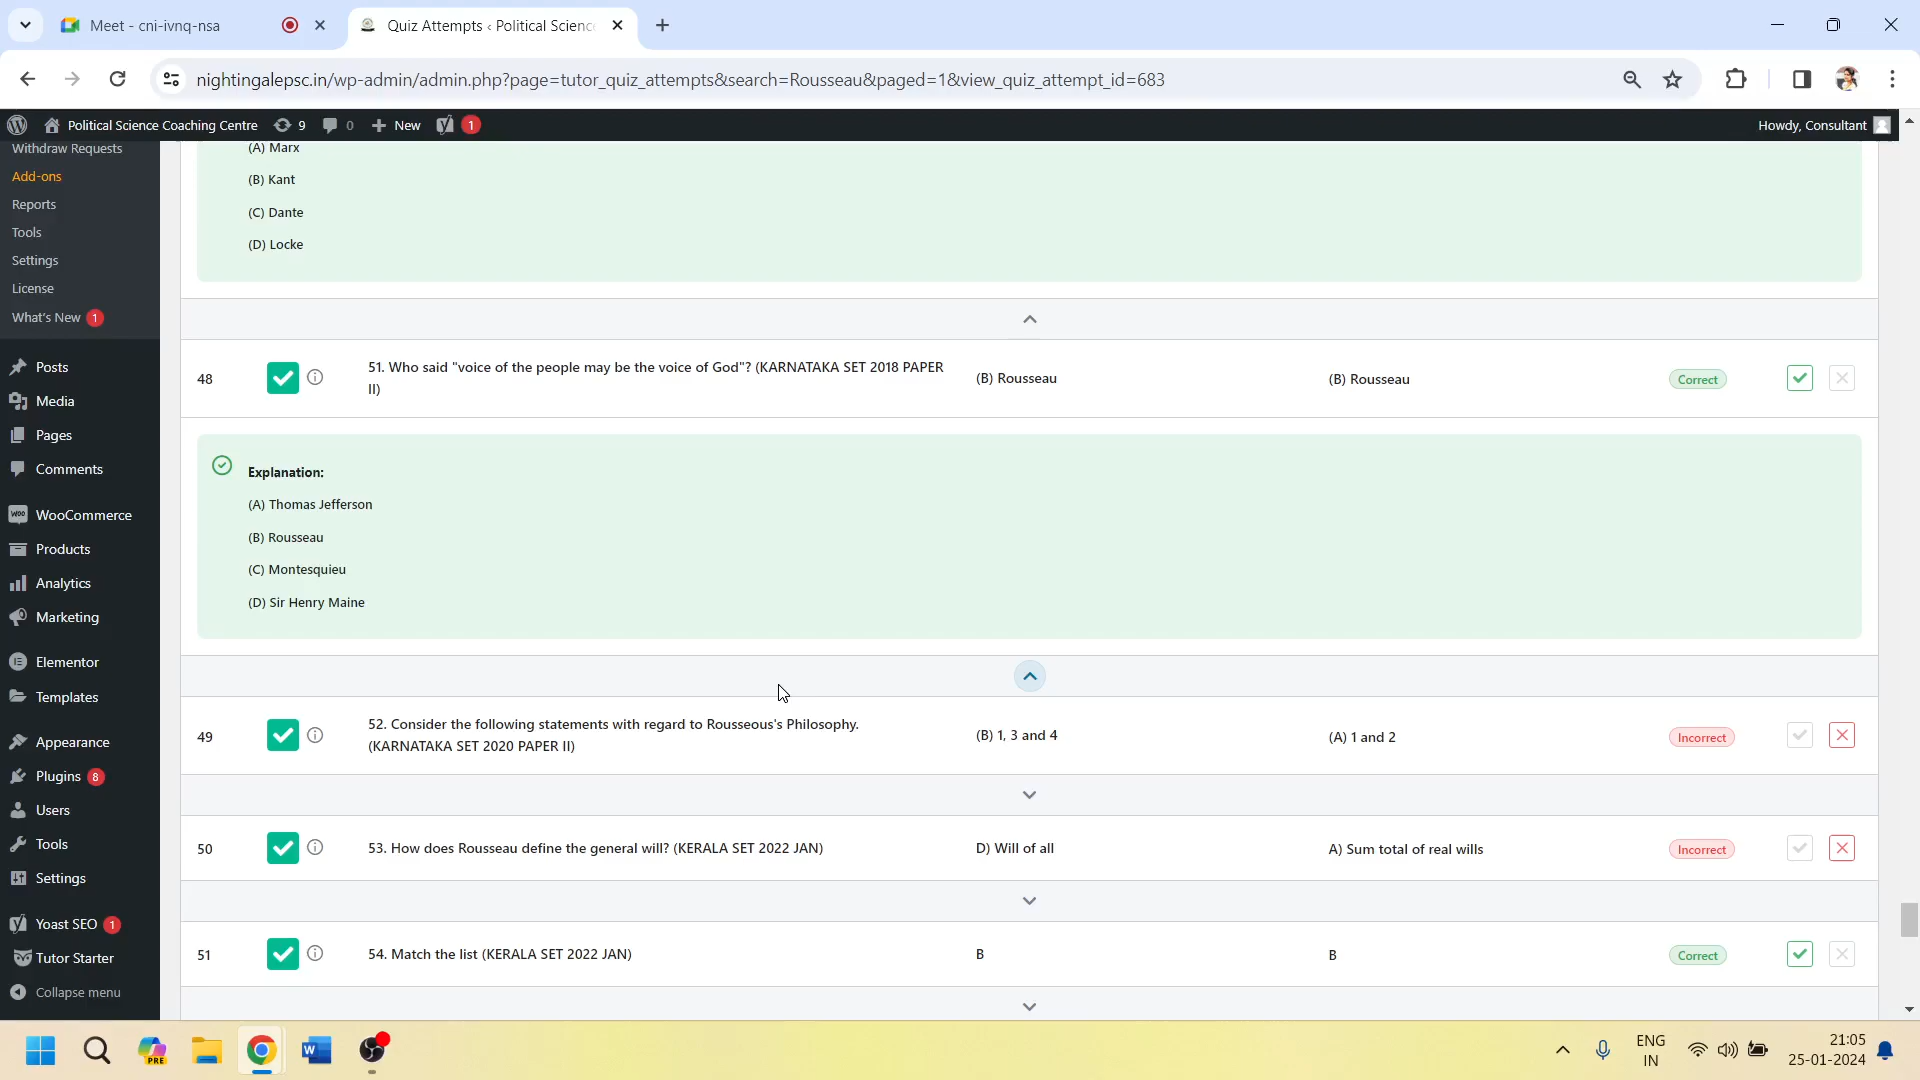 Meet - cni-ivnq-nsa
Quiz Attempts ‹ Political Science
nightingalepsc.in/wp-admin/admin.php?page=tutor_quiz_attempts&search=Rousseau&paged=1&view_quiz_attempt_id=683
Political Science Coaching Centre 9 0 New 1 Howdy, Consultant
Withdraw Requests
Add-ons
Reports
Tools
Settings
License
What's New 1
Posts
Media
Pages
Comments
WooCommerce
Products
Analytics
Marketing
Elementor
Templates
Appearance
Plugins 8
Users
Tools
Settings
Yoast SEO 1
Tutor Starter
Collapse menu
(A) Marx
(B) Kant
(C) Dante
(D) Locke
48 51. Who said "voice of the people may be the voice of God"? (KARNATAKA SET 2018 PAPER II) (B) Rousseau (B) Rousseau Correct
Explanation:
(A) Thomas Jefferson
(B) Rousseau
(C) Montesquieu
(D) Sir Henry Maine
49 52. Consider the following statements with regard to Rousseous's Philosophy. (KARNATAKA SET 2020 PAPER II) (B) 1, 3 and 4 (A) 1 and 2 Incorrect
50 53. How does Rousseau define the general will? (KERALA SET 2022 JAN) D) Will of all A) Sum total of real wills Incorrect
51 54. Match the list (KERALA SET 2022 JAN) B B Correct
PRE
ENG
IN
21:05
25-01-2024